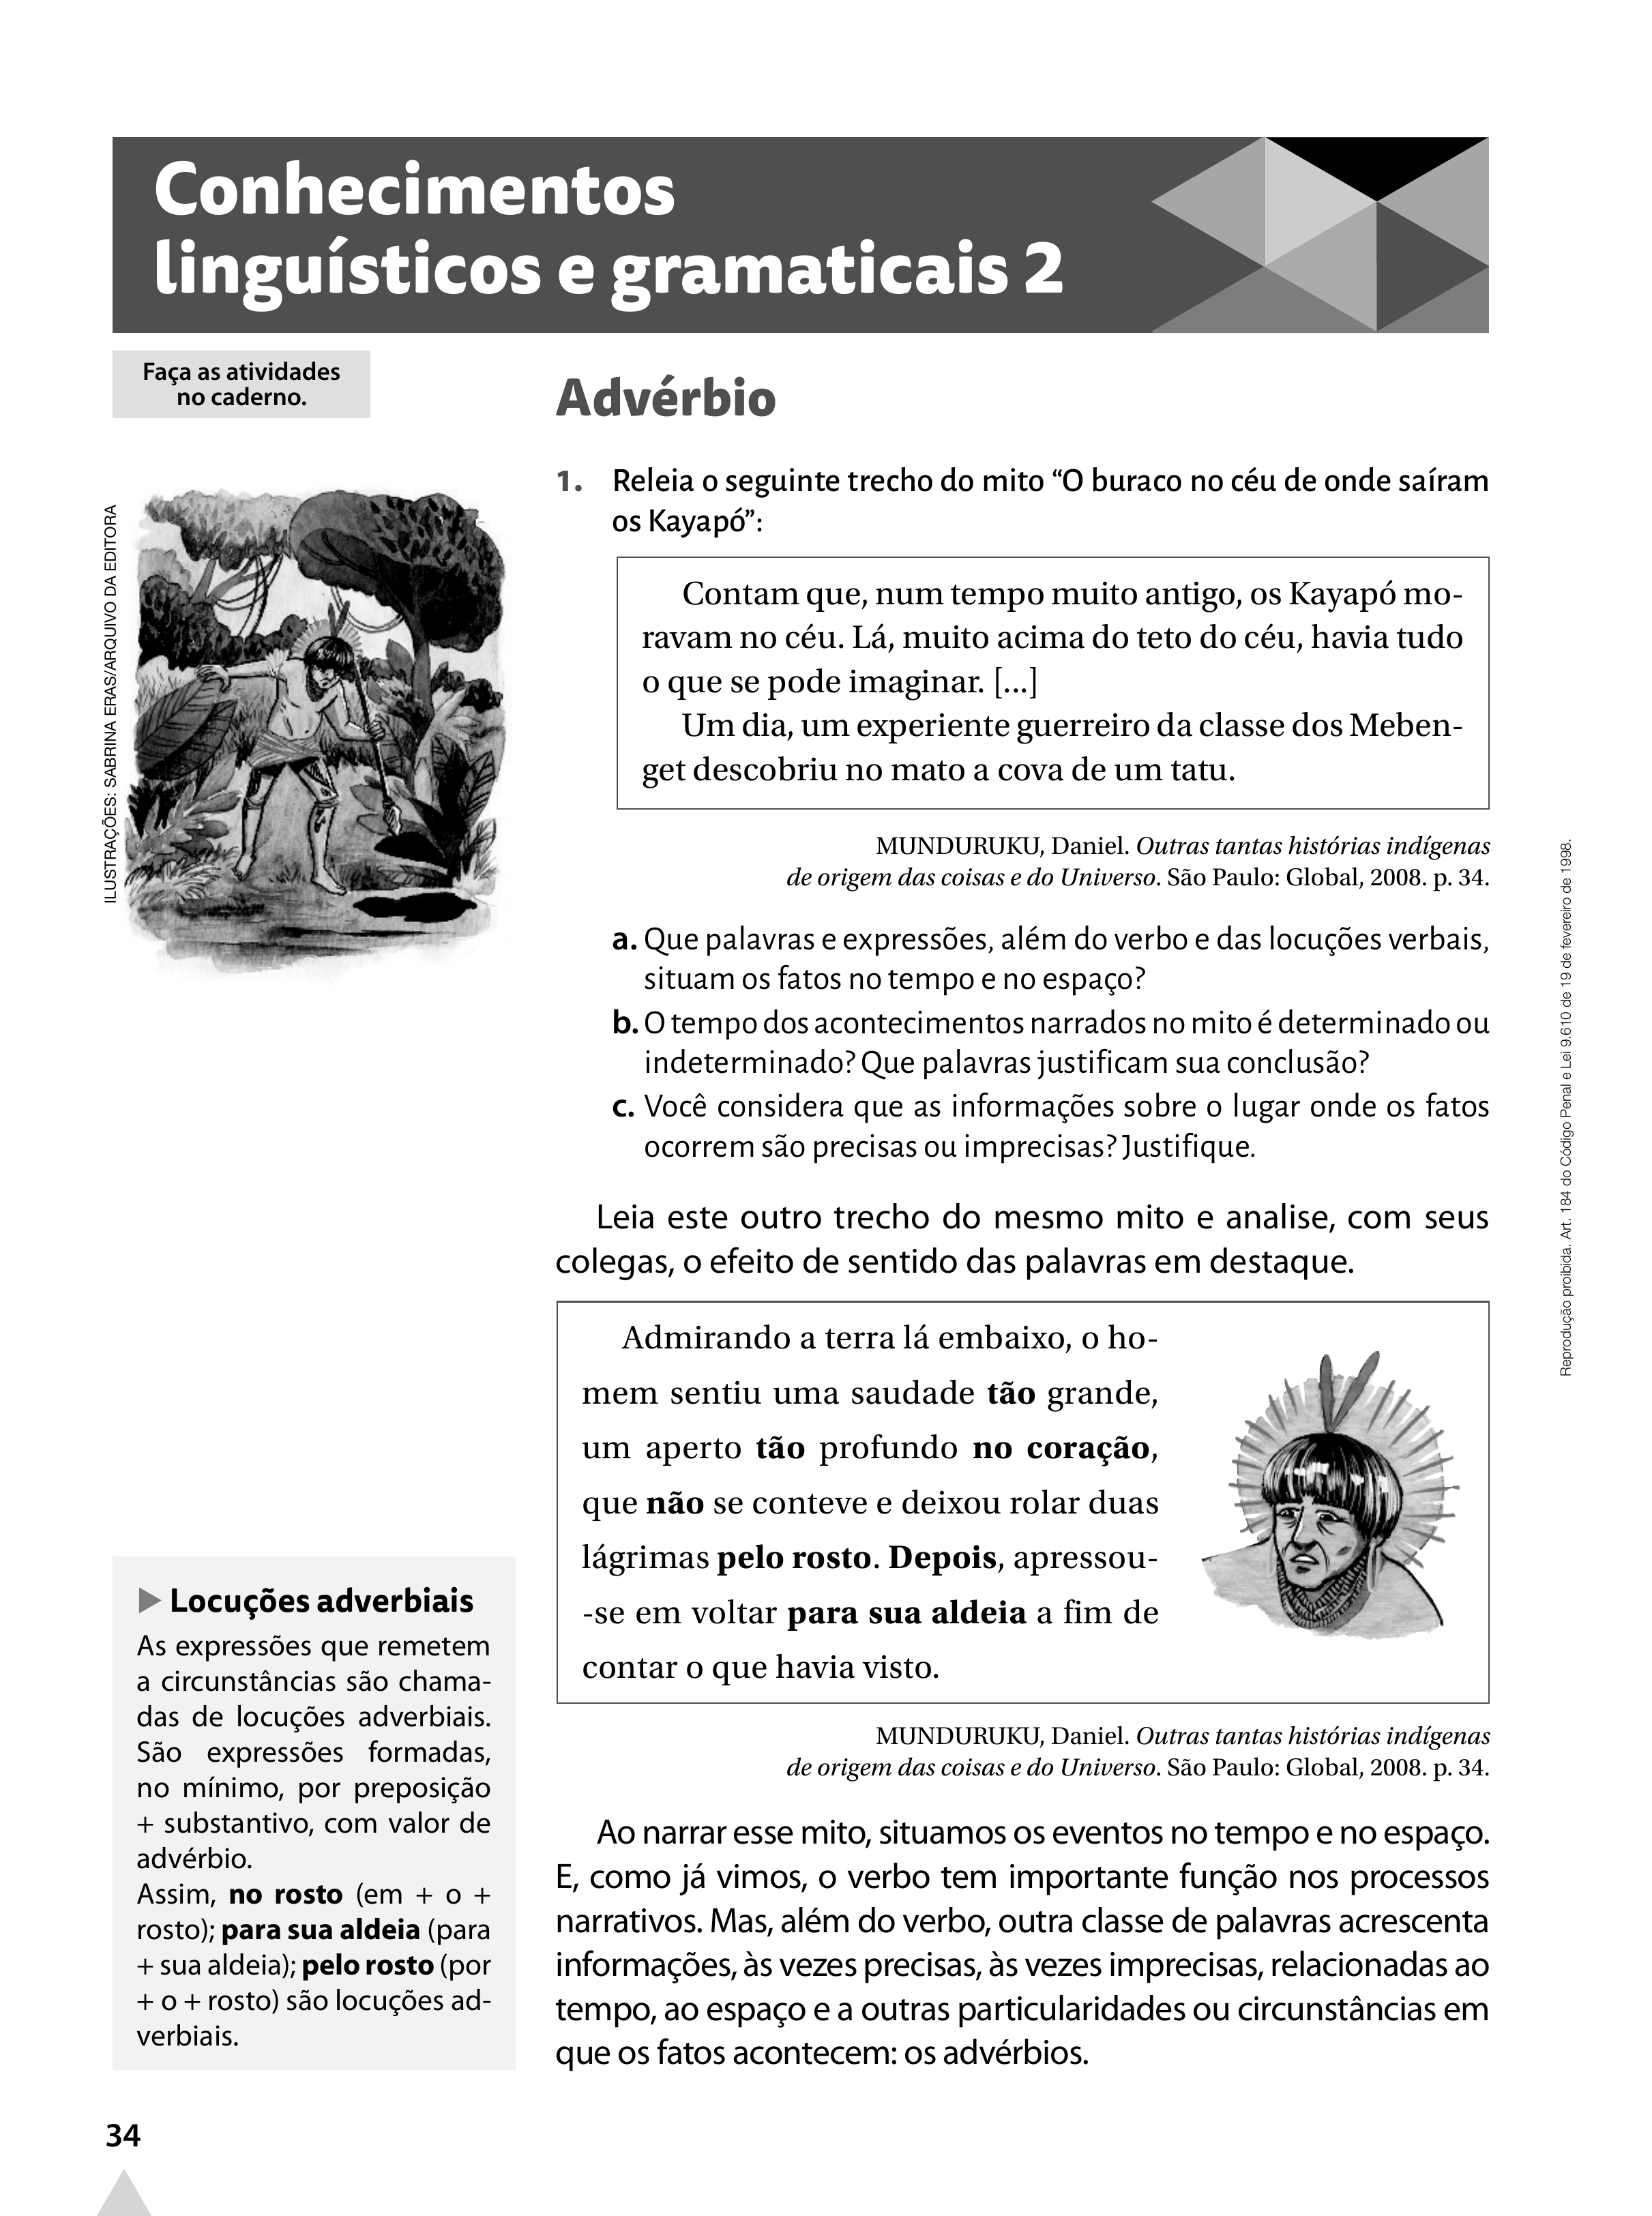 Conhecimentos
linguísticos e gramaticais 2
Faça as atividades
no caderno.
ILUSTRAÇÕES: SABRINA ERAS/ARQUIVO DA EDITORA
Advérbio
1. Releia o seguinte trecho do mito “O buraco no céu de onde saíram
os Kayapó”:
Contam que, num tempo muito antigo, os Kayapó mo-
ravam no céu. Lá, muito acima do teto do céu, havia tudo
o que se pode imaginar. [...]
Um dia, um experiente guerreiro da classe dos Meben-
get descobriu no mato a cova de um tatu.
MUNDURUKU, Daniel. Outras tantas histórias indígenas
de origem das coisas e do Universo. São Paulo: Global, 2008. p. 34.
a. Que palavras e expressões, além do verbo e das locuções verbais,
situam os fatos no tempo e no espaço?
b. O tempo dos acontecimentos narrados no mito é determinado ou
indeterminado? Que palavras justificam sua conclusão?
c. Você considera que as informações sobre o lugar onde os fatos
ocorrem são precisas ou imprecisas? Justifique.
Leia este outro trecho do mesmo mito e analise, com seus
colegas, o efeito de sentido das palavras em destaque.
Admirando a terra lá embaixo, o ho-
mem sentiu uma saudade tão grande,
um aperto tão profundo no coração,
que não se conteve e deixou rolar duas
lágrimas pelo rosto. Depois, apressou-
-se em voltar para sua aldeia a fim de
contar o que havia visto.
MUNDURUKU, Daniel. Outras tantas histórias indígenas
de origem das coisas e do Universo. São Paulo: Global, 2008. p. 34.
Ao narrar esse mito, situamos os eventos no tempo e no espaço.
E, como já vimos, o verbo tem importante função nos processos
narrativos. Mas, além do verbo, outra classe de palavras acrescenta
informações, às vezes precisas, às vezes imprecisas, relacionadas ao
tempo, ao espaço e a outras particularidades ou circunstâncias em
que os fatos acontecem: os advérbios.
Locuções adverbiais
As expressões que remetem
a circunstâncias são chama-
das de locuções adverbiais.
São expressões formadas,
no mínimo, por preposição
+ substantivo, com valor de
advérbio.
Assim, no rosto (em + o +
rosto); para sua aldeia (para
+ sua aldeia); pelo rosto (por
+ o + rosto) são locuções ad-
verbiais.
Reprodução proibida. Art. 184 do Código Penal e Lei 9.610 de 19 de fevereiro de 1998.
34